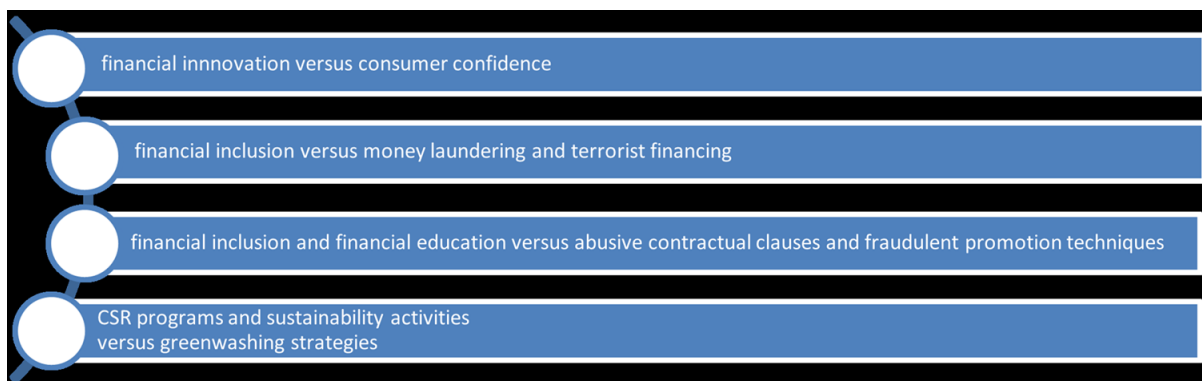 financial innnovation versus consumer confidence
financial inclusion versus money laundering and terrorist financing
financial inclusion and financial education versus abusive contractual clauses and fraudulent promotion techniques
CSR programs and sustainability activities
versus greenwashing strategies